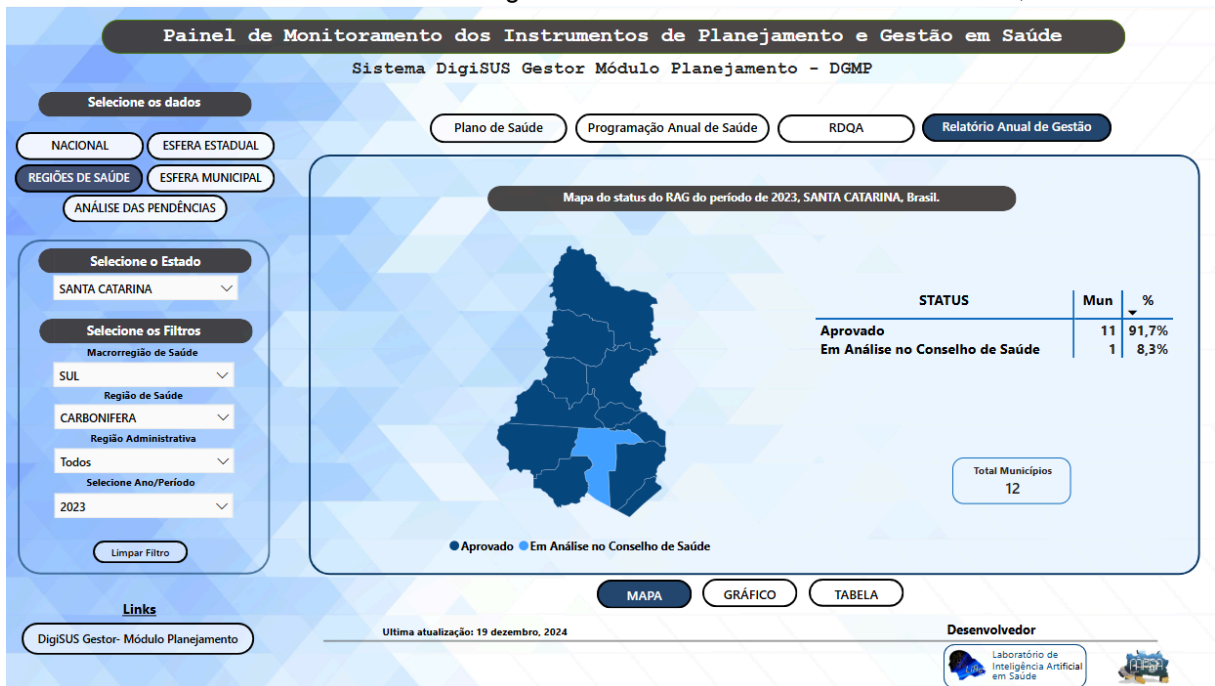 Painel de Monitoramento dos Instrumentos de Planejamento e Gestão em Saúde
Sistema DigiSUS Gestor Módulo Planejamento - DGMP
Selecione os dados
NACIONAL
ESFERA ESTADUAL
REGIÕES DE SAÚDE
ESFERA MUNICIPAL
ANÁLISE DAS PENDÊNCIAS
Plano de Saúde
Programação Anual de Saúde
RDQA
Relatório Anual de Gestão
Selecione o Estado
SANTA CATARINA
Selecione os Filtros
Macrorregião de Saúde
SUL
Região de Saúde
CARBONIFERA
Região Administrativa
Todos
Selecione Ano/Período
2023
Limpar Filtro
Mapa do status do RAG do período de 2023, SANTA CATARINA, Brasil.
STATUS Mun %
Aprovado 11 91,7%
Em Análise no Conselho de Saúde 1 8,3%
Total Municípios
12
Aprovado Em Análise no Conselho de Saúde
MAPA
GRÁFICO
TABELA
Links
DigiSUS Gestor- Módulo Planejamento
Ultima atualização: 19 dezembro, 2024
Desenvolvedor
Laboratório de
Inteligência Artificial
em Saúde